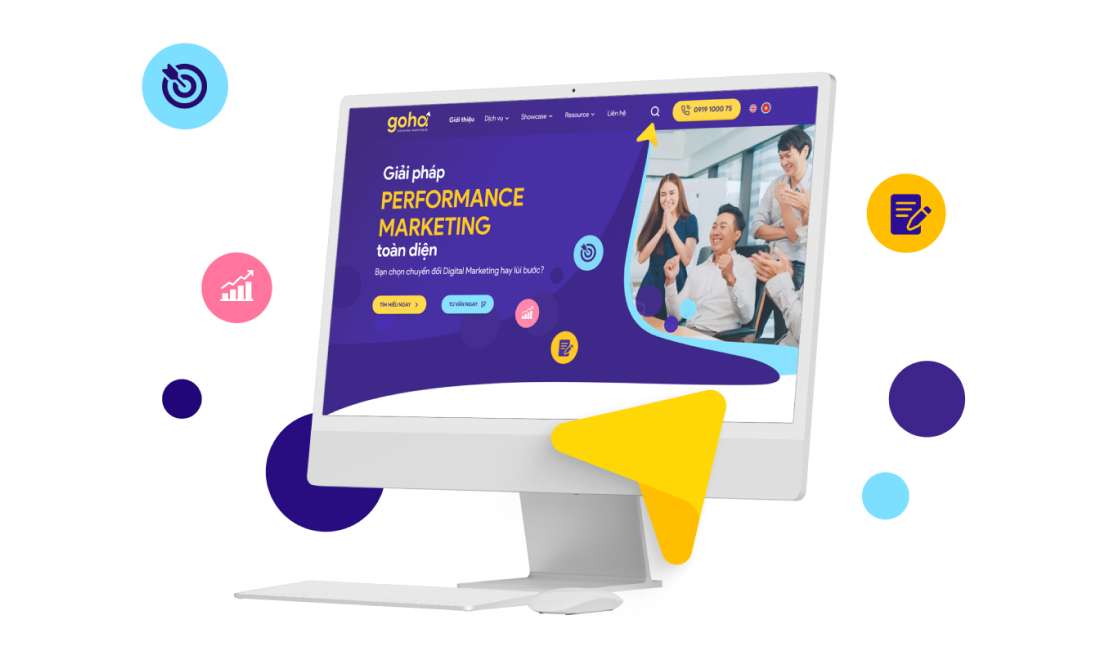 goha
Giới thiệu
Dịch vụ
Showcase
Resource
Liên hệ
0919 1000 75
Giải pháp
PERFORMANCE
MARKETING
toàn diện
Bạn chọn chuyển đổi Digital Marketing hay lùi bước?
TÌM HIỂU NGAY
TƯ VẤN NGAY